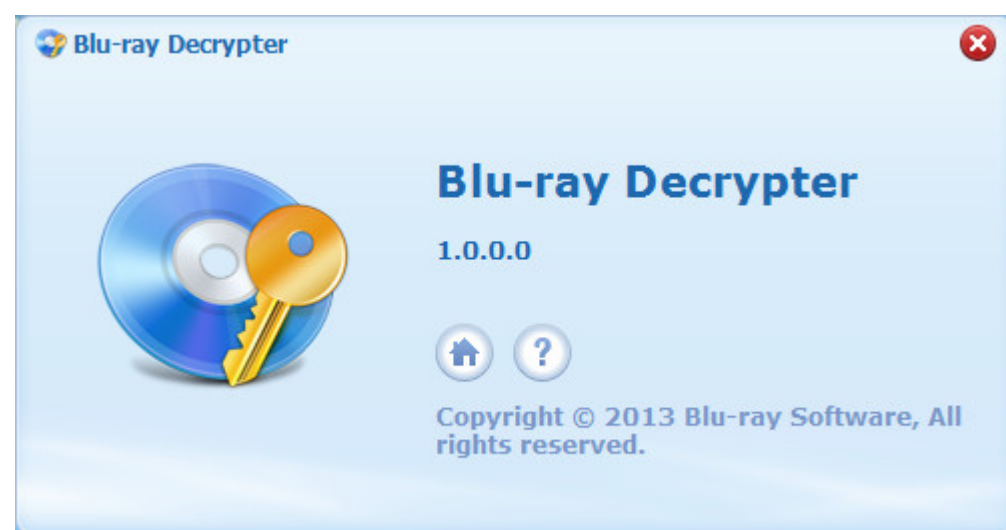 Blu-ray Decrypter
Blu-ray Decrypter
1.0.0.0
?
Copyright © 2013 Blu-ray Software, All
rights reserved.